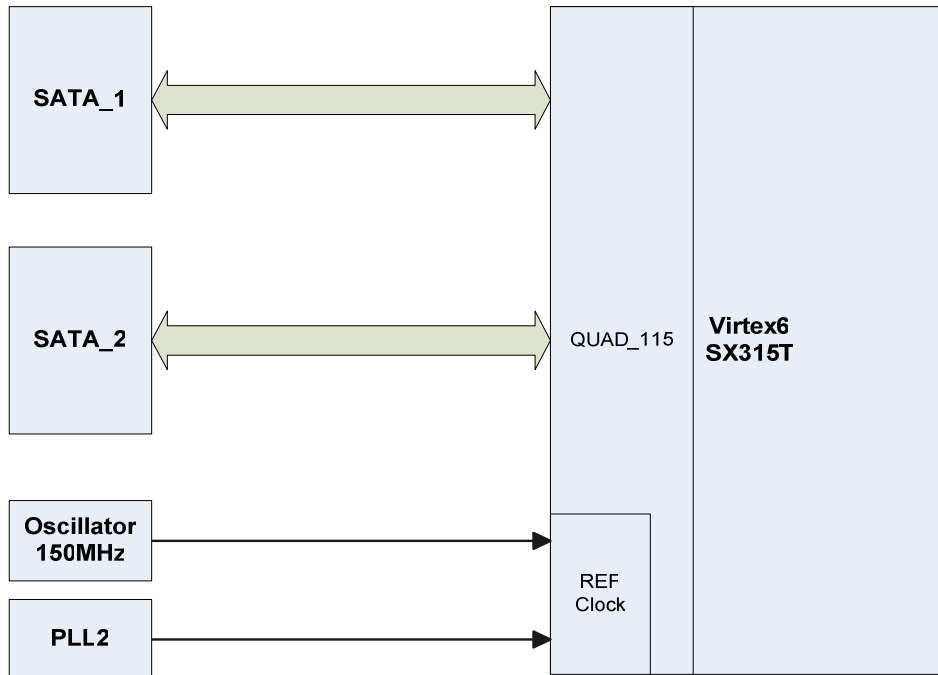 SATA_1
SATA_2
QUAD_115
Virtex6
SX315T
Oscillator
150MHz
REF
Clock
PLL2